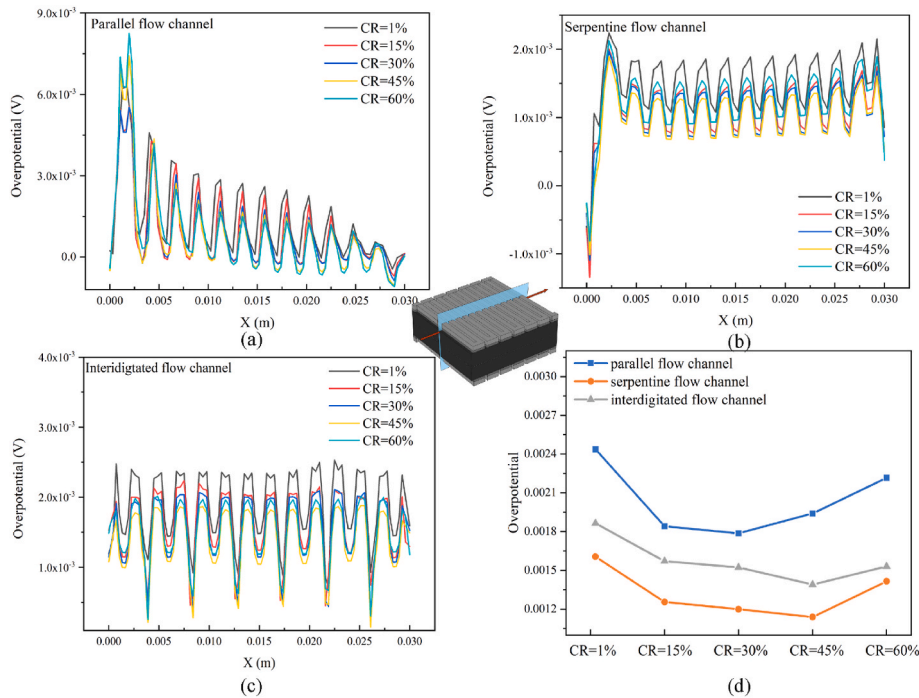 Parallel flow channel
9.0x10⁻³
6.0x10⁻³
3.0x10⁻³
0.0
Overpotential (V)
CR=1%
CR=15%
CR=30%
CR=45%
CR=60%
0.000 0.005 0.010 0.015 0.020 0.025 0.030
X (m)
(a)
Serpentine flow channel
2.0x10⁻³
1.0x10⁻³
0.0
-1.0x10⁻³
Overpotential (V)
CR=1%
CR=15%
CR=30%
CR=45%
CR=60%
0.000 0.005 0.010 0.015 0.020 0.025 0.030
X (m)
(b)
Interidigtated flow channel
4.0x10⁻³
3.0x10⁻³
2.0x10⁻³
1.0x10⁻³
Overpotential (V)
CR=1%
CR=15%
CR=30%
CR=45%
CR=60%
0.000 0.005 0.010 0.015 0.020 0.025 0.030
X (m)
(c)
parallel flow channel
serpentine flow channel
interdigitated flow channel
0.0030
0.0027
0.0024
0.0021
0.0018
0.0015
0.0012
Overpotential
CR=1% CR=15% CR=30% CR=45% CR=60%
(d)